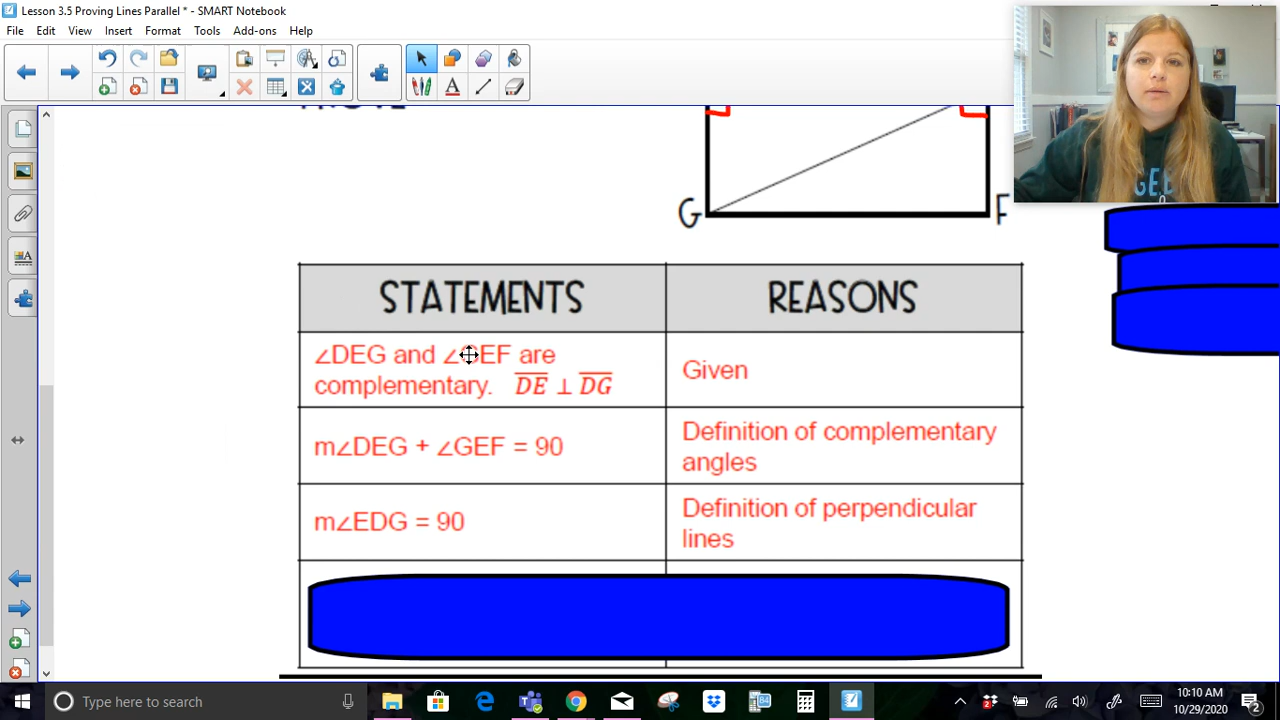 Lesson 3.5 Proving Lines Parallel * - SMART Notebook
File Edit View Insert Format Tools Add-ons Help
G F
STATEMENTS REASONS
∠DEG and ∠GEF are
complementary. DE ⊥ DG
Given
m∠DEG + ∠GEF = 90
Definition of complementary
angles
m∠EDG = 90
Definition of perpendicular
lines
Type here to search
10:10 AM
10/29/2020
2